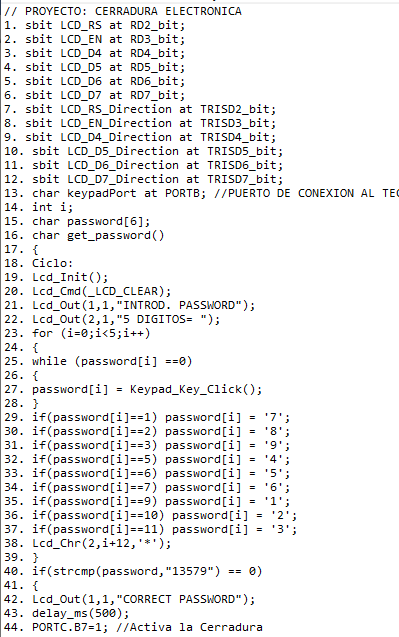 // PROYECTO: CERRADURA ELECTRONICA
1. sbit LCD_RS at RD2_bit;
2. sbit LCD_EN at RD3_bit;
3. sbit LCD_D4 at RD4_bit;
4. sbit LCD_D5 at RD5_bit;
5. sbit LCD_D6 at RD6_bit;
6. sbit LCD_D7 at RD7_bit;
7. sbit LCD_RS_Direction at TRISD2_bit;
8. sbit LCD_EN_Direction at TRISD3_bit;
9. sbit LCD_D4_Direction at TRISD4_bit;
10. sbit LCD_D5_Direction at TRISD5_bit;
11. sbit LCD_D6_Direction at TRISD6_bit;
12. sbit LCD_D7_Direction at TRISD7_bit;
13. char keypadPort at PORTB; //PUERTO DE CONEXION AL TEC
14. int i;
15. char password[6];
16. char get_password()
17. {
18. Ciclo:
19. Lcd_Init();
20. Lcd_Cmd(_LCD_CLEAR);
21. Lcd_Out(1,1,"INTROD. PASSWORD");
22. Lcd_Out(2,1,"5 DIGITOS= ");
23. for (i=0;i<5;i++)
24. {
25. while (password[i] ==0)
26. {
27. password[i] = Keypad_Key_Click();
28. }
29. if(password[i]==1) password[i] = '7';
30. if(password[i]==2) password[i] = '8';
31. if(password[i]==3) password[i] = '9';
32. if(password[i]==5) password[i] = '4';
33. if(password[i]==6) password[i] = '5';
34. if(password[i]==7) password[i] = '6';
35. if(password[i]==9) password[i] = '1';
36. if(password[i]==10) password[i] = '2';
37. if(password[i]==11) password[i] = '3';
38. Lcd_Chr(2,i+12,'*');
39. }
40. if(strcmp(password,"13579") == 0)
41. {
42. Lcd_Out(1,1,"CORRECT PASSWORD");
43. delay_ms(500);
44. PORTC.B7=1; //Activa la Cerradura